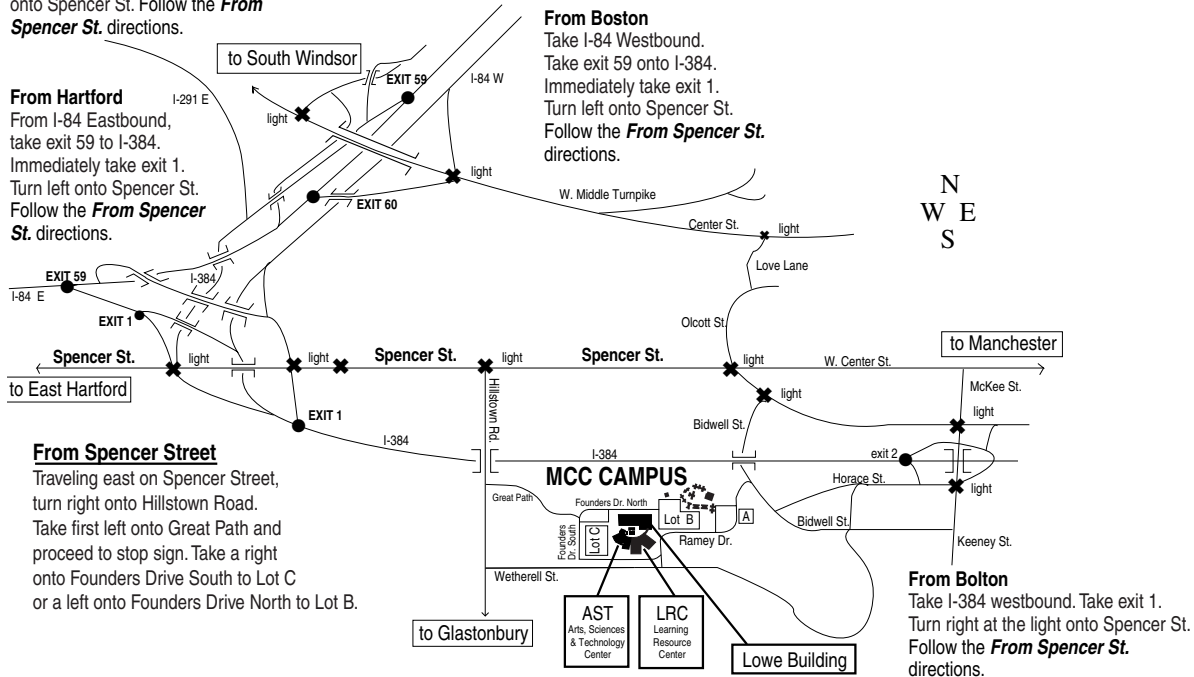 onto Spencer St. Follow the From
Spencer St. directions.
From Hartford
From I-84 Eastbound,
take exit 59 to I-384.
Immediately take exit 1.
Turn left onto Spencer St.
Follow the From Spencer
St. directions.
From Boston
Take I-84 Westbound.
Take exit 59 onto I-384.
Immediately take exit 1.
Turn left onto Spencer St.
Follow the From Spencer St.
directions.
to South Windsor
I-291 E
EXIT 59
I-84 W
light
light
EXIT 60
W. Middle Turnpike
Center St.
light
Love Lane
N
W E
S
EXIT 59
I-84 E
I-384
EXIT 1
Olcott St.
Spencer St.
light
light
Spencer St.
light
Spencer St.
light
W. Center St.
to Manchester
to East Hartford
McKee St.
light
light
Hillstown Rd.
Bidwell St.
EXIT 1
I-384
I-384
exit 2
Horace St.
light
MCC CAMPUS
Great Path
Founders Dr. North
Lot B
A
Founders
Dr. South
Lot C
Ramey Dr.
Bidwell St.
Keeney St.
Wetherell St.
From Spencer Street
Traveling east on Spencer Street,
turn right onto Hillstown Road.
Take first left onto Great Path and
proceed to stop sign. Take a right
onto Founders Drive South to Lot C
or a left onto Founders Drive North to Lot B.
to Glastonbury
AST
Arts, Sciences
& Technology
Center
LRC
Learning
Resource
Center
Lowe Building
From Bolton
Take I-384 westbound. Take exit 1.
Turn right at the light onto Spencer St.
Follow the From Spencer St.
directions.